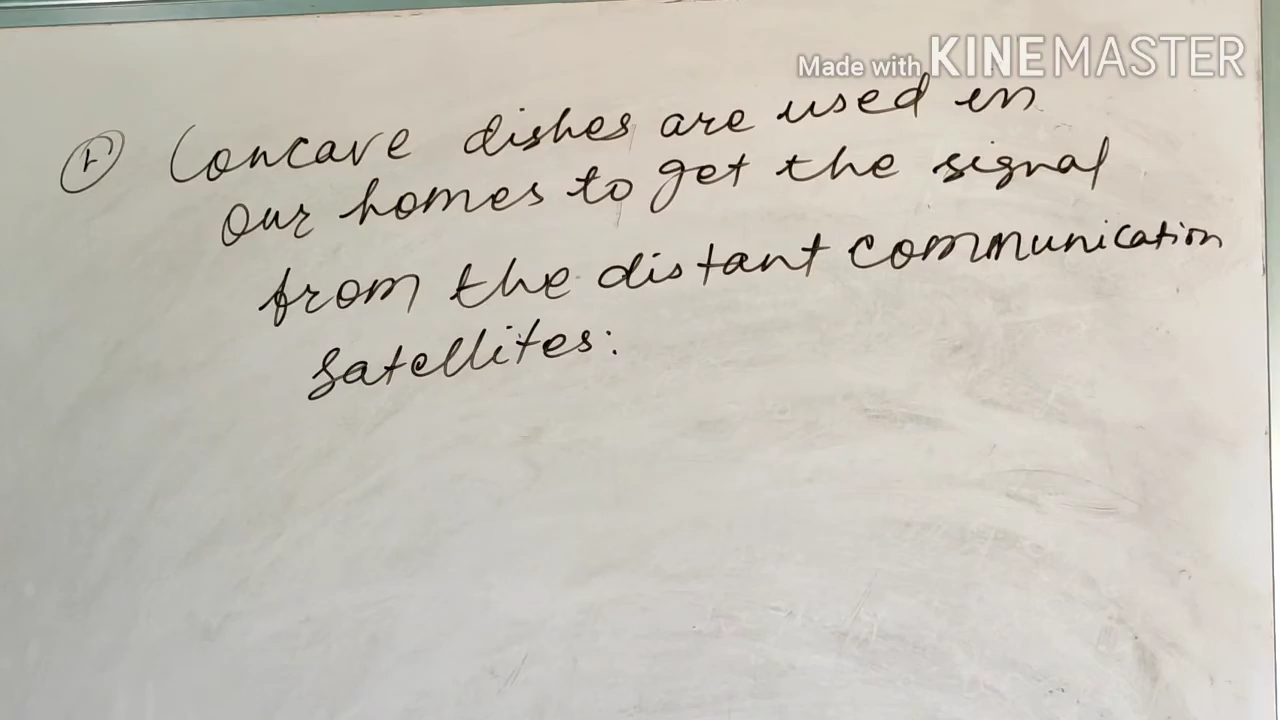 Made with KINEMASTER
Concave dishes are used in
our homes to get the signal
from the distant communication
satellites: